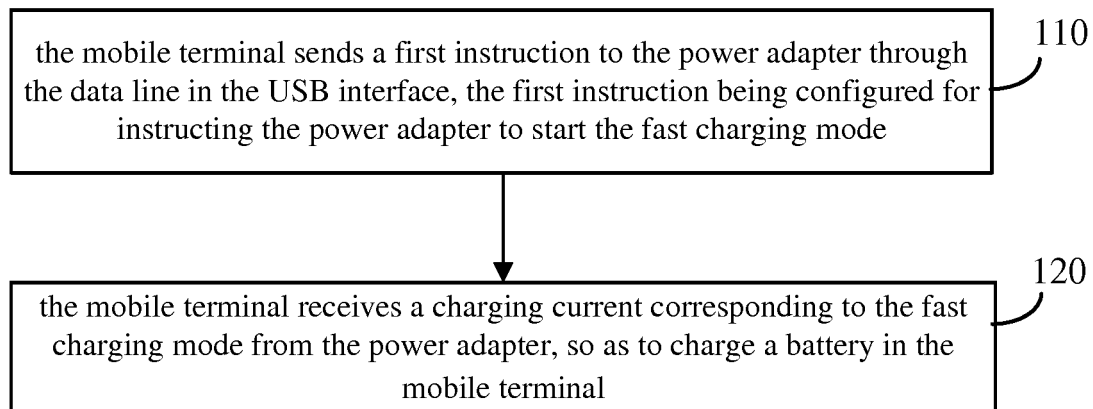 the mobile terminal sends a first instruction to the power adapter through
the data line in the USB interface, the first instruction being configured for
instructing the power adapter to start the fast charging mode
110
the mobile terminal receives a charging current corresponding to the fast
charging mode from the power adapter, so as to charge a battery in the
mobile terminal
120